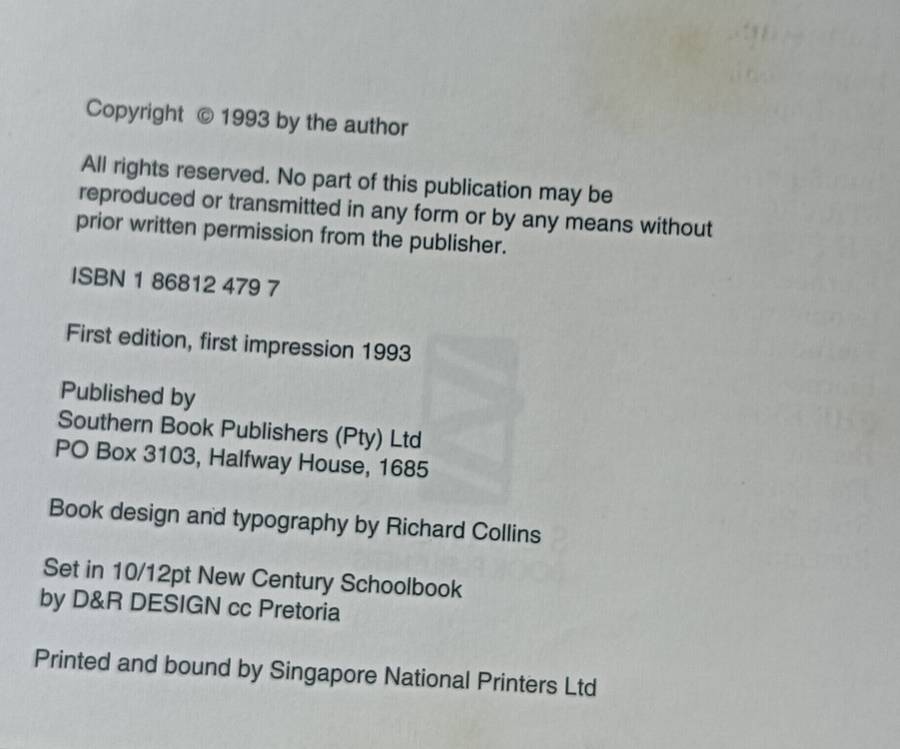 Copyright © 1993 by the author
All rights reserved. No part of this publication may be
reproduced or transmitted in any form or by any means without
prior written permission from the publisher.
ISBN 1 86812 479 7
First edition, first impression 1993
Published by
Southern Book Publishers (Pty) Ltd
PO Box 3103, Halfway House, 1685
Book design and typography by Richard Collins
Set in 10/12pt New Century Schoolbook
by D&R DESIGN cc Pretoria
Printed and bound by Singapore National Printers Ltd